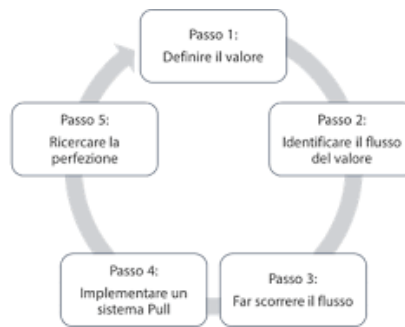 Passo 1:
Definire il valore
Passo 2:
Identificare il flusso
del valore
Passo 3:
Far scorrere il flusso
Passo 4:
Implementare un
sistema Pull
Passo 5:
Ricercare la
perfezione